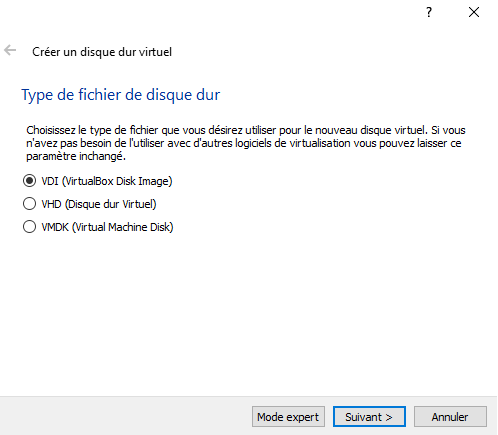 ?
Créer un disque dur virtuel
Type de fichier de disque dur
Choisissez le type de fichier que vous désirez utiliser pour le nouveau disque virtuel. Si vous
n'avez pas besoin de l'utiliser avec d'autres logiciels de virtualisation vous pouvez laisser ce
paramètre inchangé.
VDI (VirtualBox Disk Image)
VHD (Disque dur Virtuel)
VMDK (Virtual Machine Disk)
Mode expert Suivant > Annuler